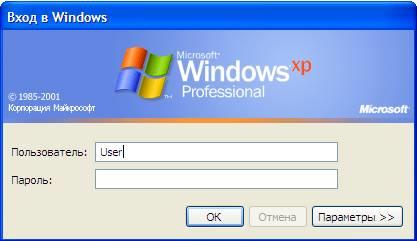 Вход в Windows
Microsoft®
Windows xp
Professional
© 1985-2001
Корпорация Майкрософт
Microsoft
Пользователь: User
Пароль:
OK Отмена Параметры >>